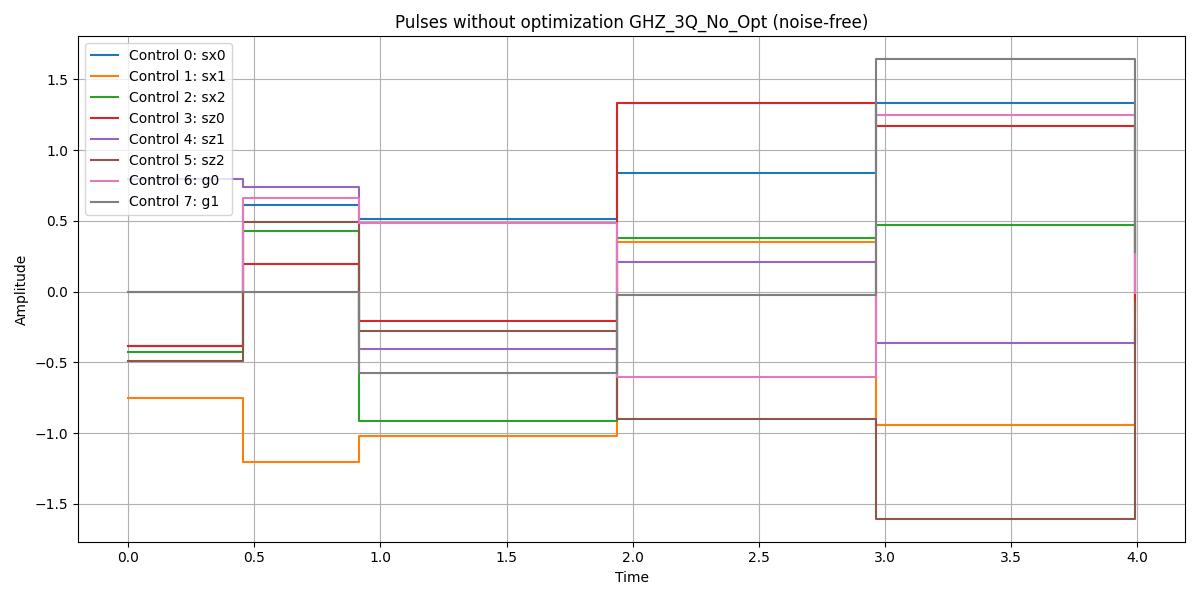 Pulses without optimization GHZ_3Q_No_Opt (noise-free)
Control 0: sx0
Control 1: sx1
Control 2: sx2
Control 3: sz0
Control 4: sz1
Control 5: sz2
Control 6: g0
Control 7: g1
1.5
1.0
0.5
0.0
−0.5
−1.0
−1.5
Amplitude
0.0 0.5 1.0 1.5 2.0 2.5 3.0 3.5 4.0
Time